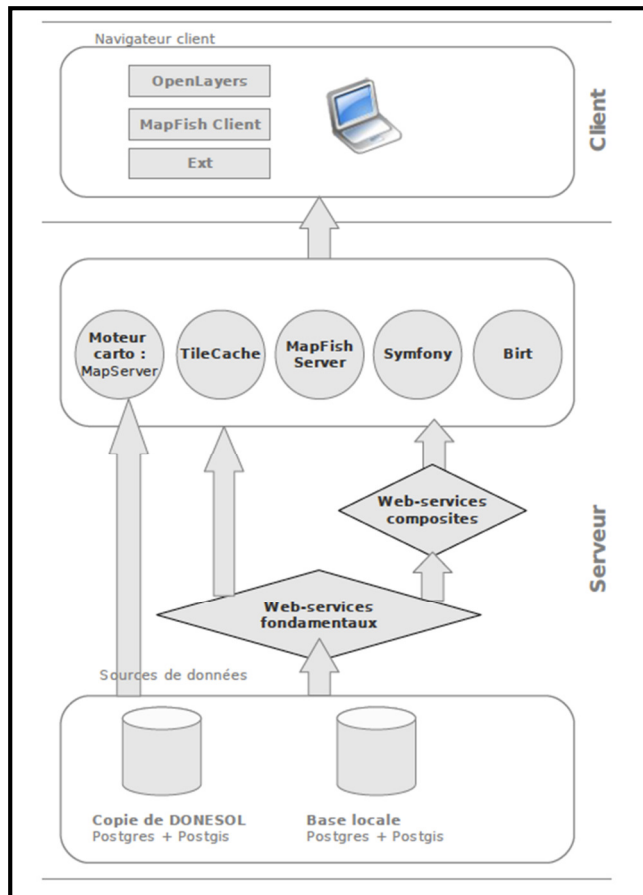 Navigateur client
OpenLayers
MapFish Client
Ext
Client
Moteur
carto :
MapServer
TileCache
MapFish
Server
Symfony
Birt
Web-services
composites
Serveur
Web-services
fondamentaux
Sources de données
Copie de DONESOL
Postgres + Postgis
Base locale
Postgres + Postgis